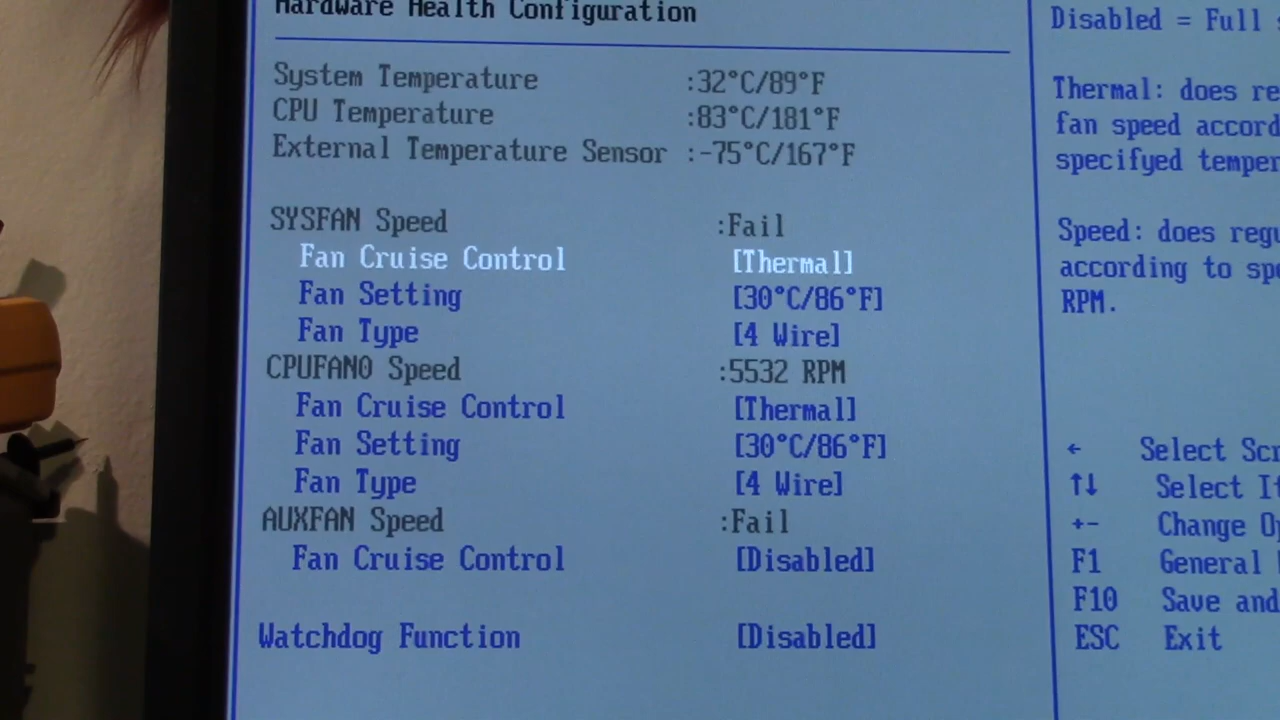 Hardware Health Configuration
System Temperature :32°C/89°F
CPU Temperature :83°C/181°F
External Temperature Sensor :-75°C/167°F
SYSFAN Speed :Fail
Fan Cruise Control [Thermal]
Fan Setting [30°C/86°F]
Fan Type [4 Wire]
CPUFAN0 Speed :5532 RPM
Fan Cruise Control [Thermal]
Fan Setting [30°C/86°F]
Fan Type [4 Wire]
AUXFAN Speed :Fail
Fan Cruise Control [Disabled]
Watchdog Function [Disabled]
Disabled = Full
Thermal: does re
fan speed accord
specifyed temper
Speed: does regu
according to spe
RPM.
← Select Scr
↑↓ Select It
+- Change Op
F1 General
F10 Save and
ESC Exit